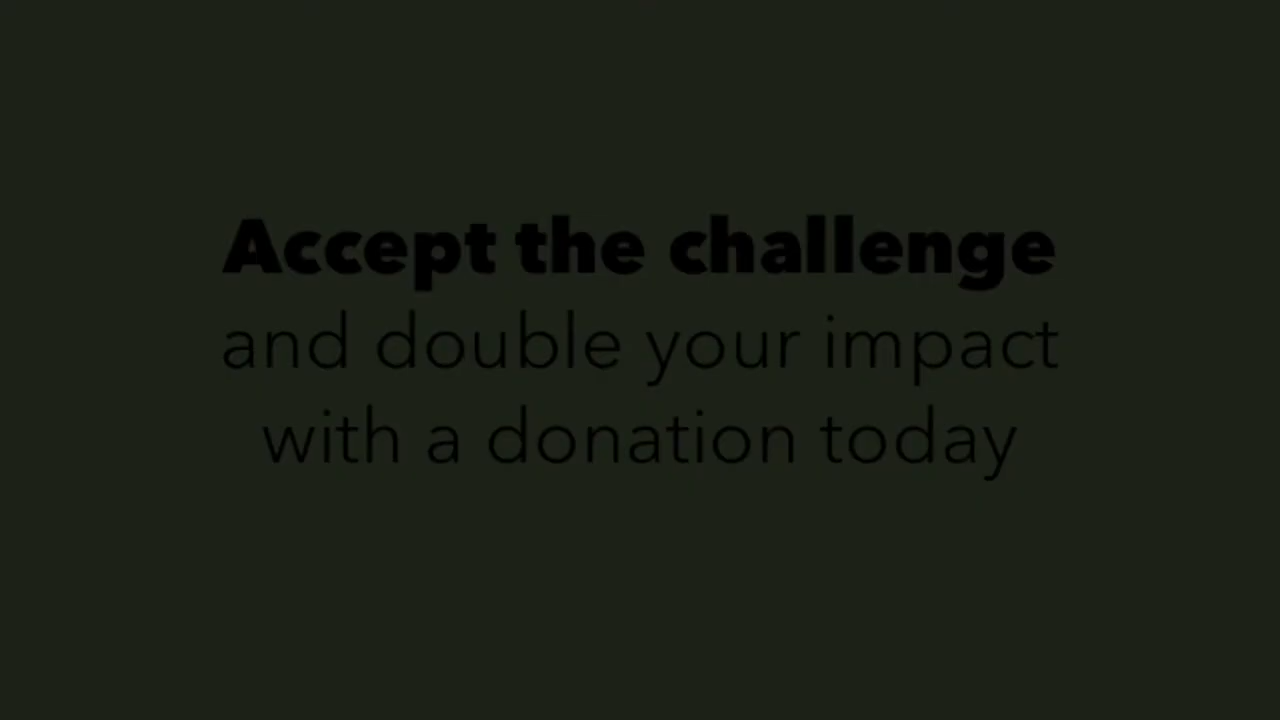 Accept the challenge
and double your impact
with a donation today